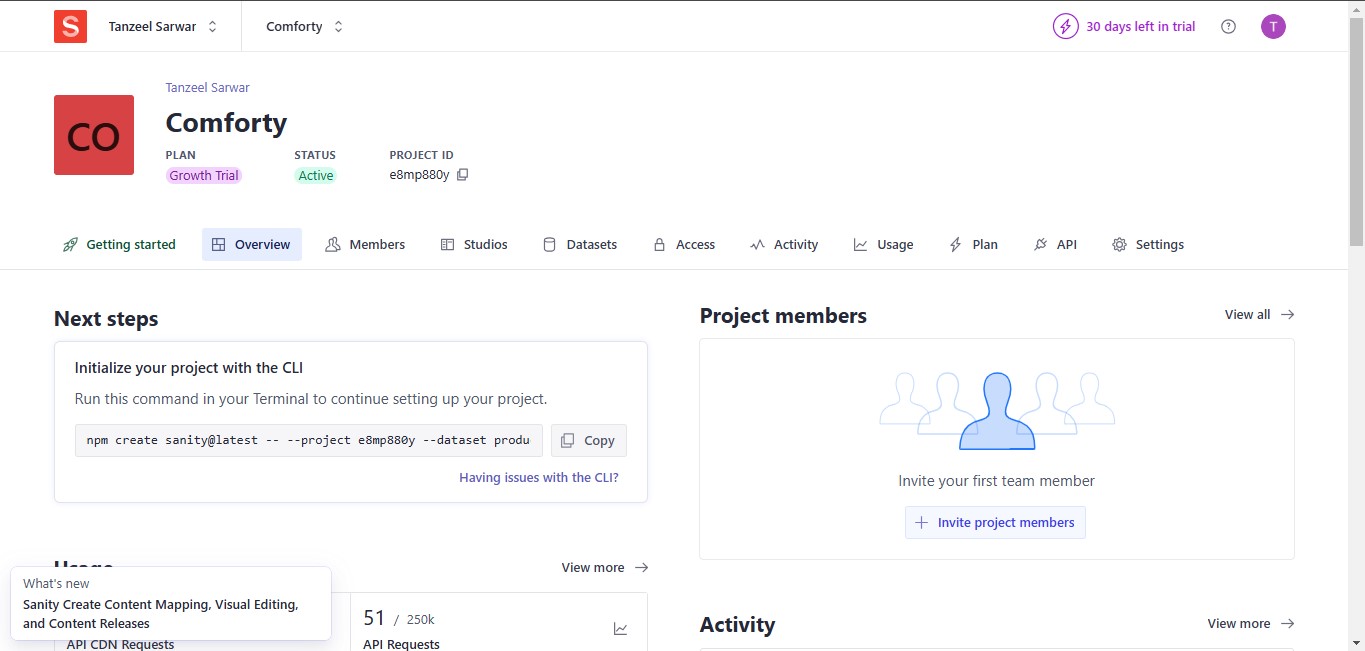 S Tanzeel Sarwar Comforty 30 days left in trial ? T
Tanzeel Sarwar
CO
Comforty
PLAN STATUS PROJECT ID
Growth Trial Active e8mp880y
Getting started Overview Members Studios Datasets Access Activity Usage Plan API Settings
Next steps
Initialize your project with the CLI
Run this command in your Terminal to continue setting up your project.
npm create sanity@latest -- --project e8mp880y --dataset produ Copy
Having issues with the CLI?
Project members View all
Invite your first team member
+ Invite project members
Usage View more
What's new
Sanity Create Content Mapping, Visual Editing,
and Content Releases
API CDN Requests
51 / 250k
API Requests
Activity View more